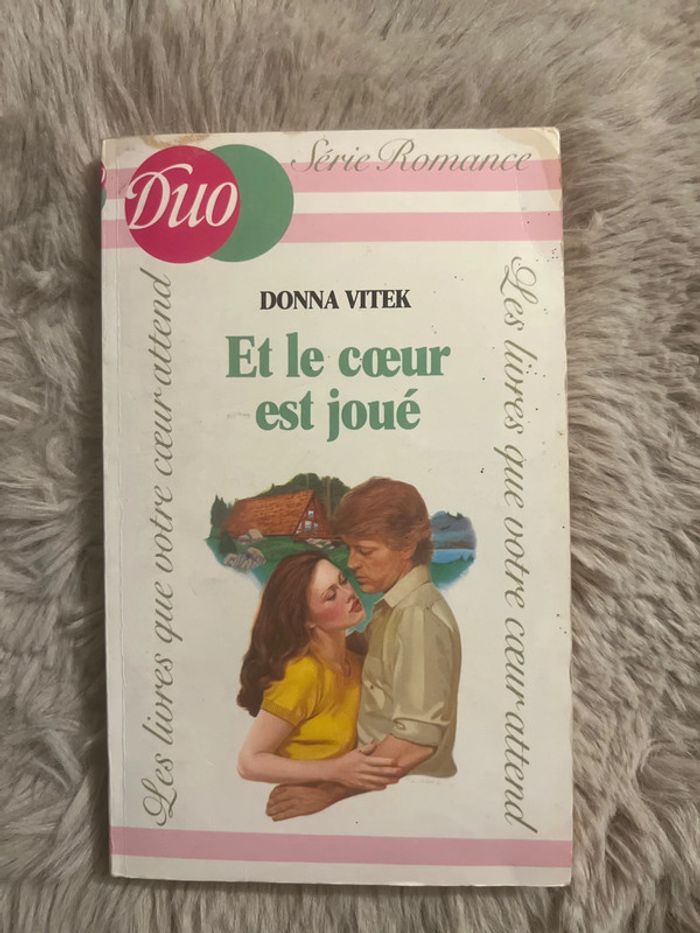 Duo
Série Romance
DONNA VITEK
Et le cœur
est joué
Les livres que votre cœur attend
Les livres que votre cœur attend